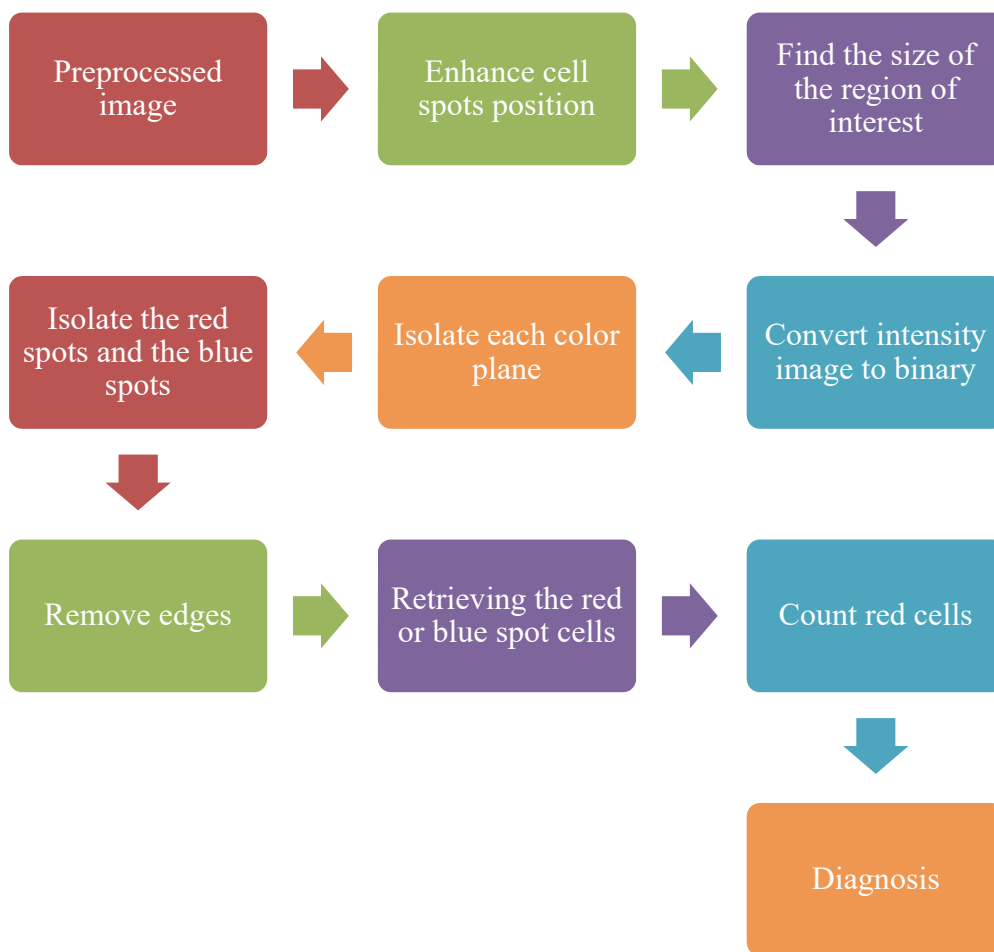 Preprocessed
image
Enhance cell
spots position
Find the size of
the region of
interest
Convert intensity
image to binary
Isolate each color
plane
Isolate the red
spots and the blue
spots
Remove edges
Retrieving the red
or blue spot cells
Count red cells
Diagnosis